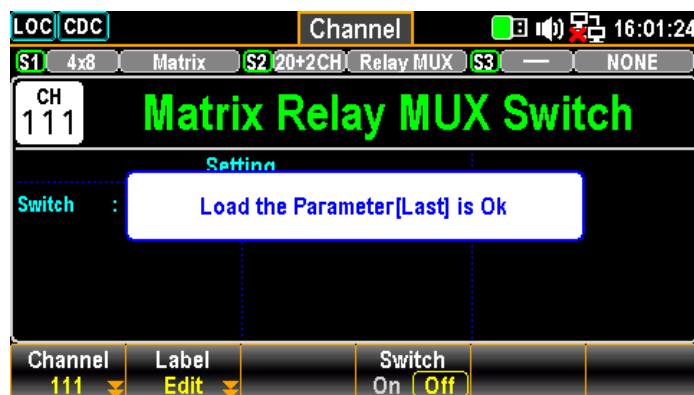 LOC CDC Channel 16:01:24
S1 4x8 Matrix S2 20+2CH Relay MUX S3 — NONE
CH
111
Matrix Relay MUX Switch
Setting
Switch :
Load the Parameter[Last] is Ok
Channel Label Switch
111 Edit On Off